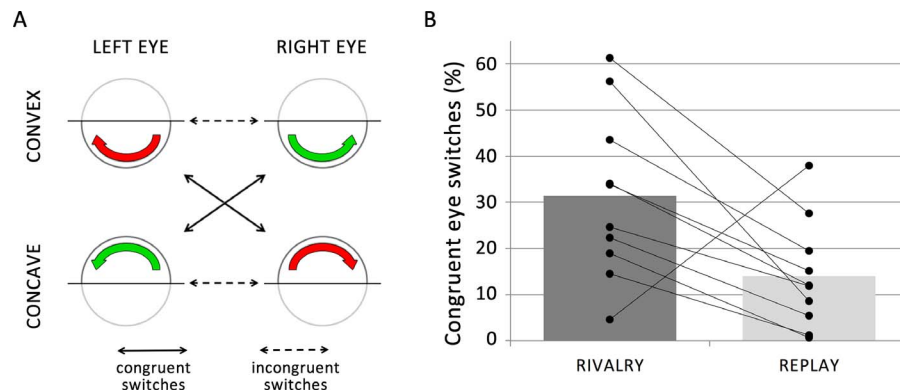 A
LEFT EYE
RIGHT EYE
CONVEX
CONCAVE
congruent
switches
incongruent
switches
B
Congruent eye switches (%)
60
50
40
30
20
10
0
RIVALRY
REPLAY